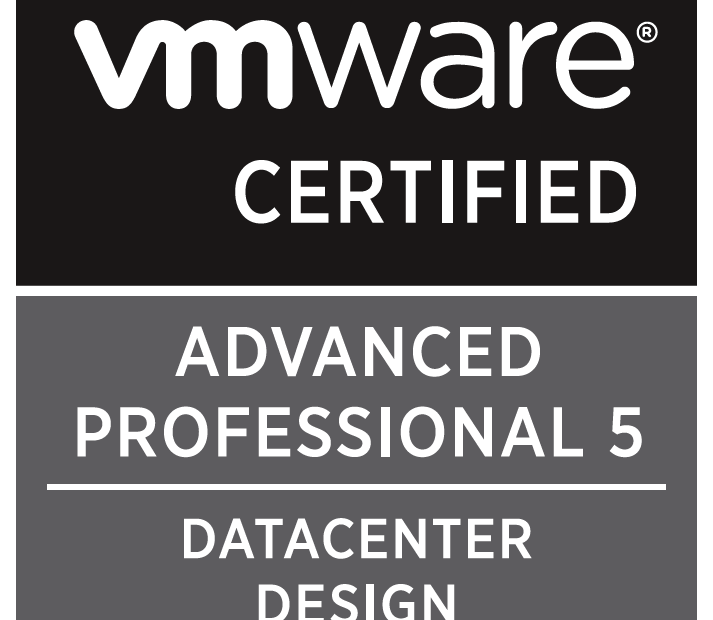 vmware®
CERTIFIED
ADVANCED
PROFESSIONAL 5
DATACENTER
DESIGN